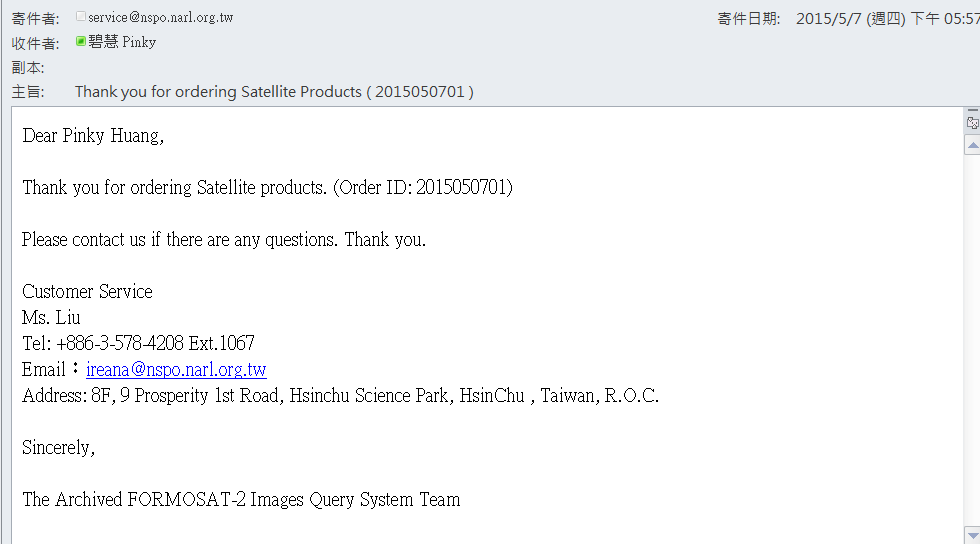 寄件者: service@nspo.narl.org.tw
寄件日期: 2015/5/7 (週四) 下午 05:57
收件者: 碧慧 Pinky
副本:
主旨: Thank you for ordering Satellite Products ( 2015050701 )
Dear Pinky Huang,
Thank you for ordering Satellite products. (Order ID: 2015050701)
Please contact us if there are any questions. Thank you.
Customer Service
Ms. Liu
Tel: +886-3-578-4208 Ext.1067
Email：ireana@nspo.narl.org.tw
Address: 8F, 9 Prosperity 1st Road, Hsinchu Science Park, HsinChu , Taiwan, R.O.C.
Sincerely,
The Archived FORMOSAT-2 Images Query System Team